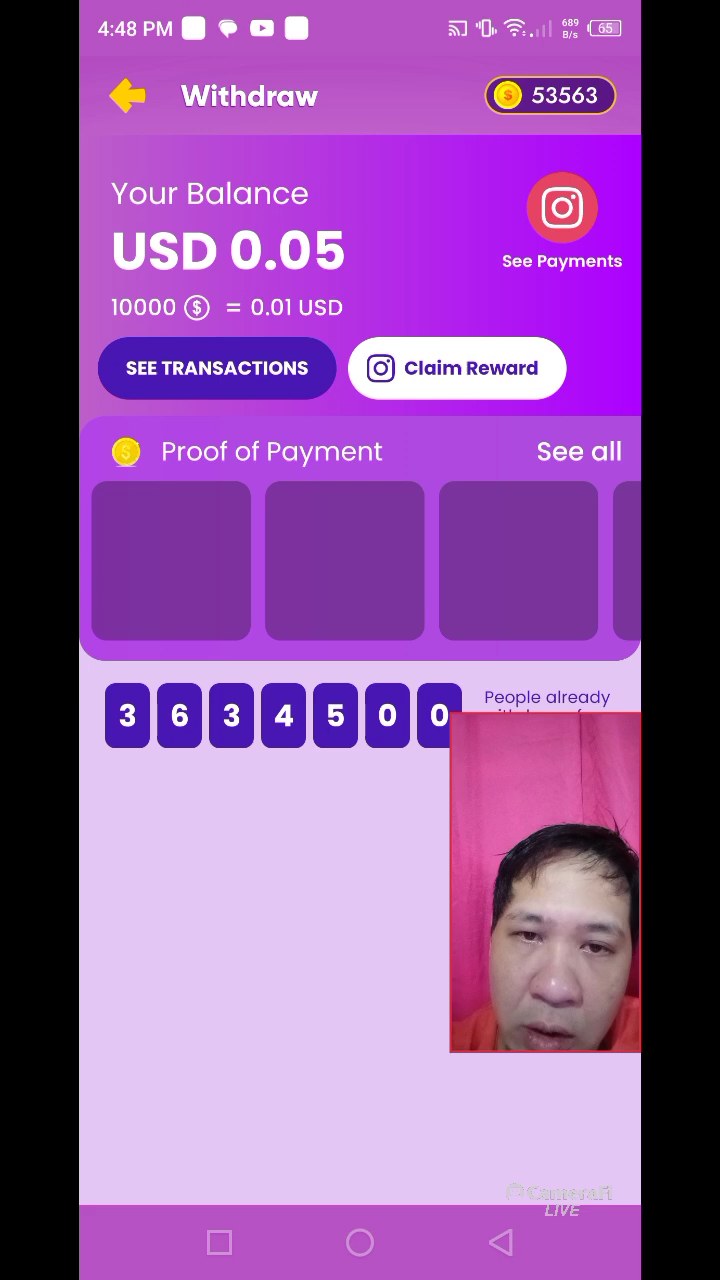 4:48 PM
689
B/s
65
Withdraw
53563
Your Balance
USD 0.05
See Payments
10000 $ = 0.01 USD
SEE TRANSACTIONS
Claim Reward
Proof of Payment
See all
3 6 3 4 5 0 0
People already
CameraFi
LIVE